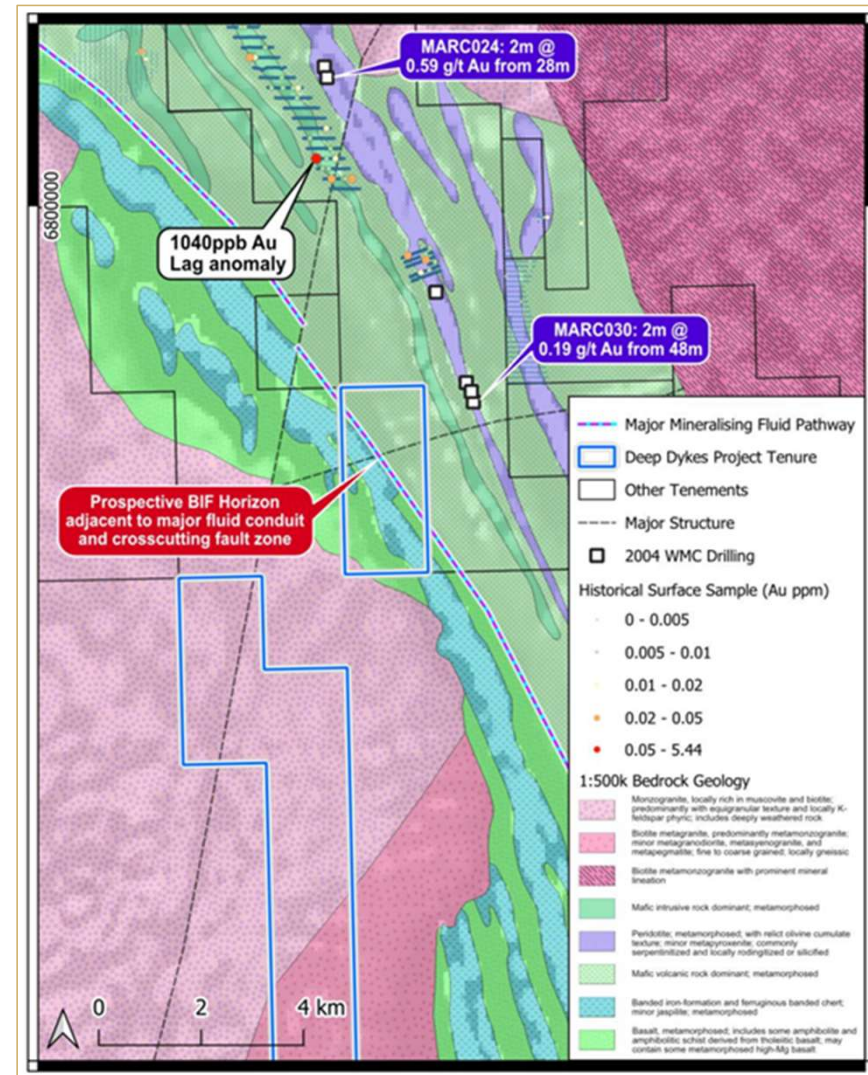 MARC024: 2m @
0.59 g/t Au from 28m
6800000
1040ppb Au
Lag anomaly
MARC030: 2m @
0.19 g/t Au from 48m
Prospective BIF Horizon
adjacent to major fluid conduit
and crosscutting fault zone
Major Mineralising Fluid Pathway
Deep Dykes Project Tenure
Other Tenements
Major Structure
2004 WMC Drilling
Historical Surface Sample (Au ppm)
0 - 0.005
0.005 - 0.01
0.01 - 0.02
0.02 - 0.05
0.05 - 5.44
1:500k Bedrock Geology
Monzogranite, locally rich in muscovite and biotite;
predominantly with equigranular texture and locally K-
feldspar phyric; includes deeply weathered rock
Biotite metagranite, predominantly metamonzogranite;
minor metagranodiorite, metasyenogranite, and
metapegmatite; fine to coarse grained; locally gneissic
Biotite metamonzogranite with prominent mineral
lineation
Mafic intrusive rock dominant; metamorphosed
Peridotite; metamorphosed; with relict olivine cumulate
texture; minor metapyroxenite; commonly
serpentinized and locally rodingitized or silicified
Mafic volcanic rock dominant; metamorphosed
Banded iron-formation and ferruginous banded chert;
minor jaspilite; metamorphosed
Basalt, metamorphosed; includes some amphibolite and
amphibolitic schist derived from tholeiitic basalt; may
contain some metamorphosed high-Mg basalt
0 2 4 km